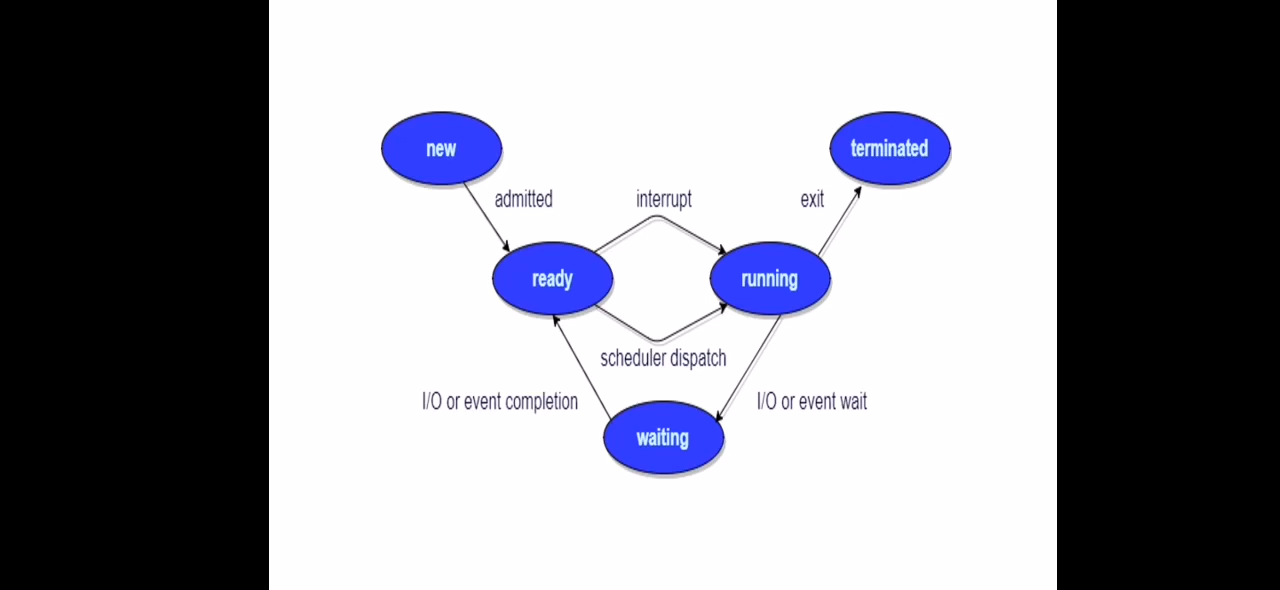 new
terminated
admitted
interrupt
exit
ready
running
scheduler dispatch
I/O or event completion
I/O or event wait
waiting